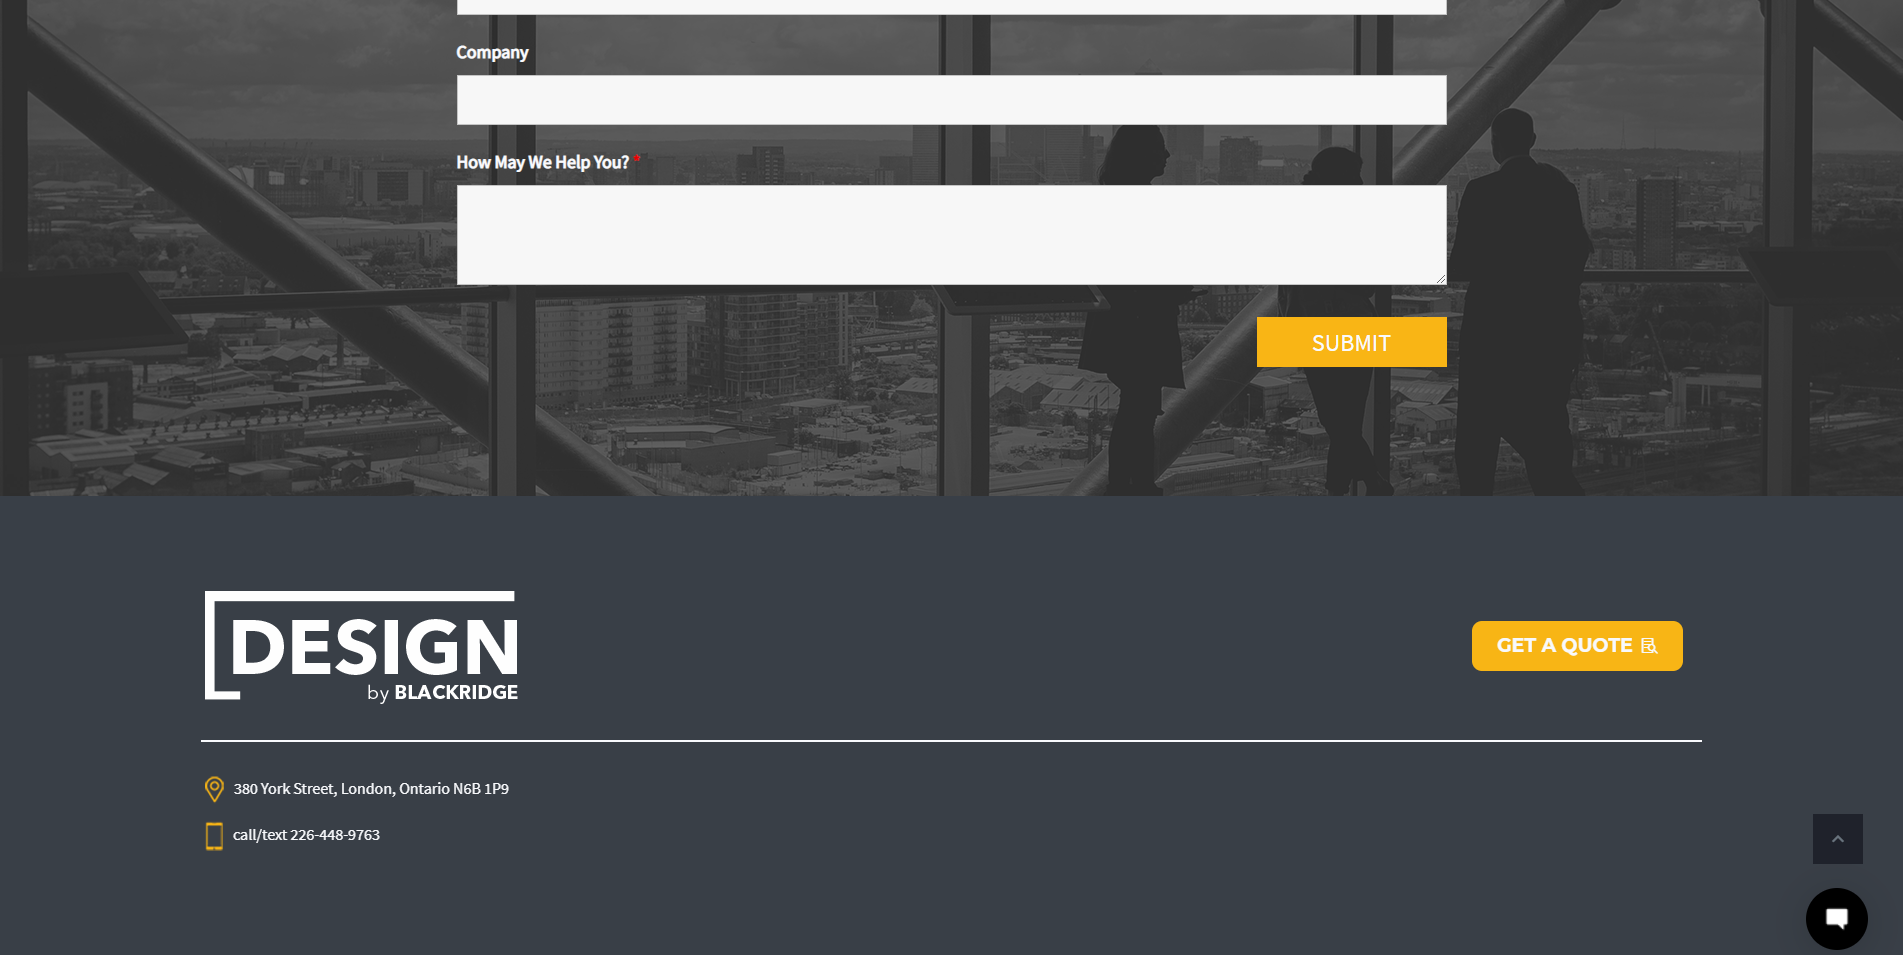 Company
How May We Help You? *
SUBMIT
DESIGN
by BLACKRIDGE
GET A QUOTE
380 York Street, London, Ontario N6B 1P9
call/text 226-448-9763